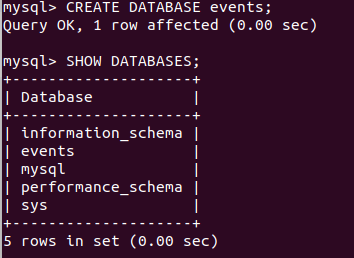 mysql> CREATE DATABASE events;
Query OK, 1 row affected (0.00 sec)

mysql> SHOW DATABASES;
+--------------------+
| Database           |
+--------------------+
| information_schema |
| events             |
| mysql              |
| performance_schema |
| sys                |
+--------------------+
5 rows in set (0.00 sec)